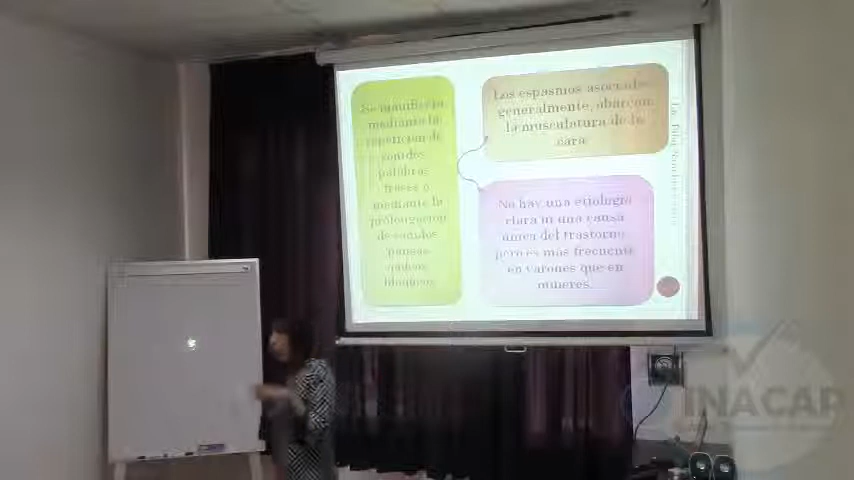 Se manifiesta
mediante la
repetición de
sonidos,
palabras,
frases o
mediante la
prolongación
de sonidos
pausas
bloqueos
Los espasmos asociados
generalmente, abarcan
la musculatura de la
cara
No hay una etiología
clara ni una causa
única del trastorno,
pero es más frecuente
en varones que en
mujeres.
INACAP